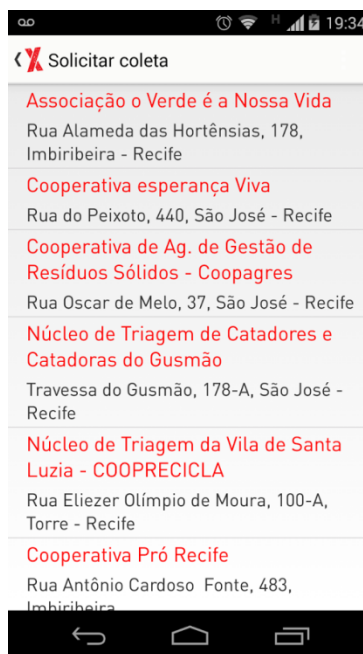 H 19:34
Solicitar coleta
Associação o Verde é a Nossa Vida
Rua Alameda das Hortênsias, 178,
Imbiribeira - Recife
Cooperativa esperança Viva
Rua do Peixoto, 440, São José - Recife
Cooperativa de Ag. de Gestão de
Resíduos Sólidos - Coopagres
Rua Oscar de Melo, 37, São José - Recife
Núcleo de Triagem de Catadores e
Catadoras do Gusmão
Travessa do Gusmão, 178-A, São José -
Recife
Núcleo de Triagem da Vila de Santa
Luzia - COOPRECICLA
Rua Eliezer Olímpio de Moura, 100-A,
Torre - Recife
Cooperativa Pró Recife
Rua Antônio Cardoso Fonte, 483,
Imbiribeira